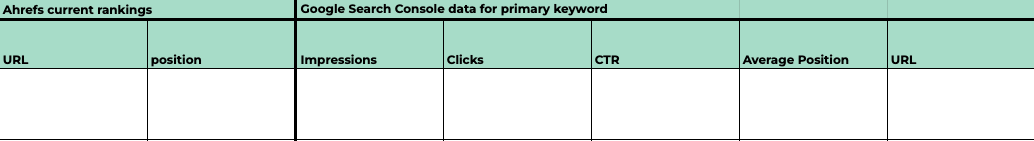 Ahrefs current rankings
Google Search Console data for primary keyword
URL
position
Impressions
Clicks
CTR
Average Position
URL